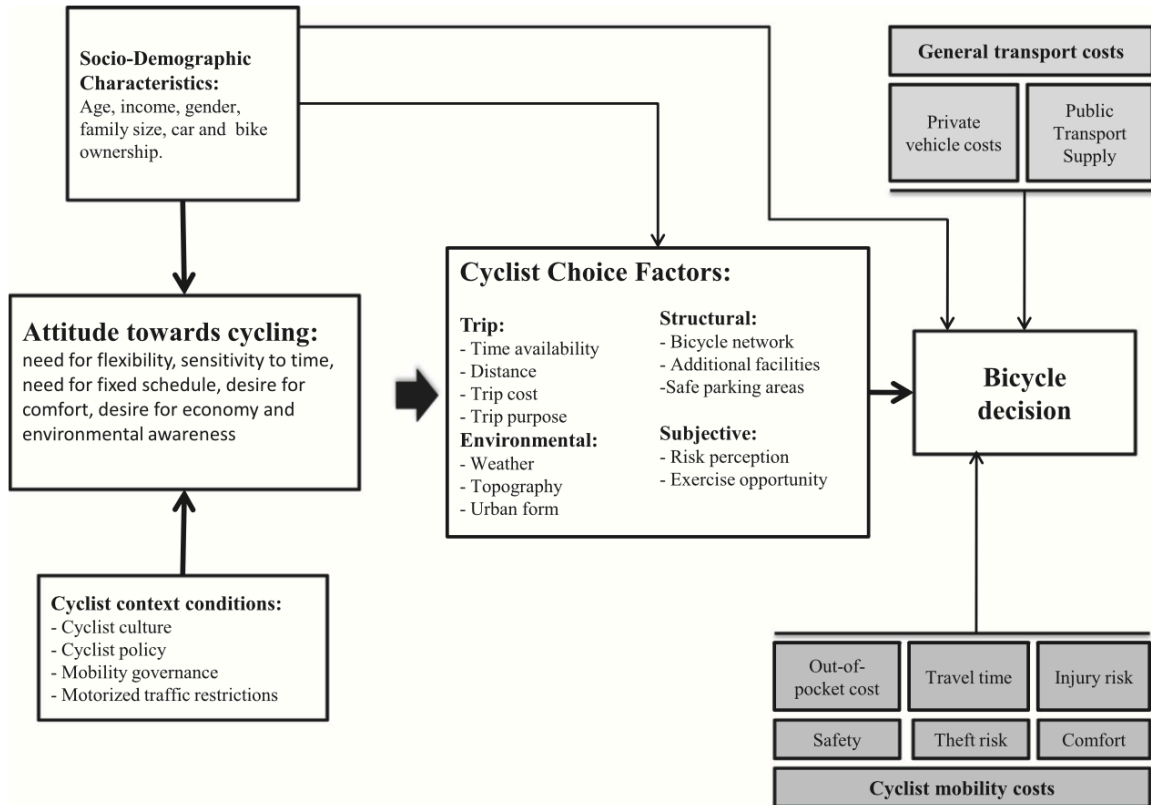 Socio-Demographic
Characteristics:
Age, income, gender,
family size, car and bike
ownership.
General transport costs
Private
vehicle costs
Public
Transport
Supply
Attitude towards cycling:
need for flexibility, sensitivity to time,
need for fixed schedule, desire for
comfort, desire for economy and
environmental awareness
Cyclist Choice Factors:
Trip:
- Time availability
- Distance
- Trip cost
- Trip purpose
Environmental:
- Weather
- Topography
- Urban form
Structural:
- Bicycle network
- Additional facilities
-Safe parking areas
Subjective:
- Risk perception
- Exercise opportunity
Bicycle
decision
Cyclist context conditions:
- Cyclist culture
- Cyclist policy
- Mobility governance
- Motorized traffic restrictions
Out-of-
pocket cost
Travel time
Injury risk
Safety
Theft risk
Comfort
Cyclist mobility costs